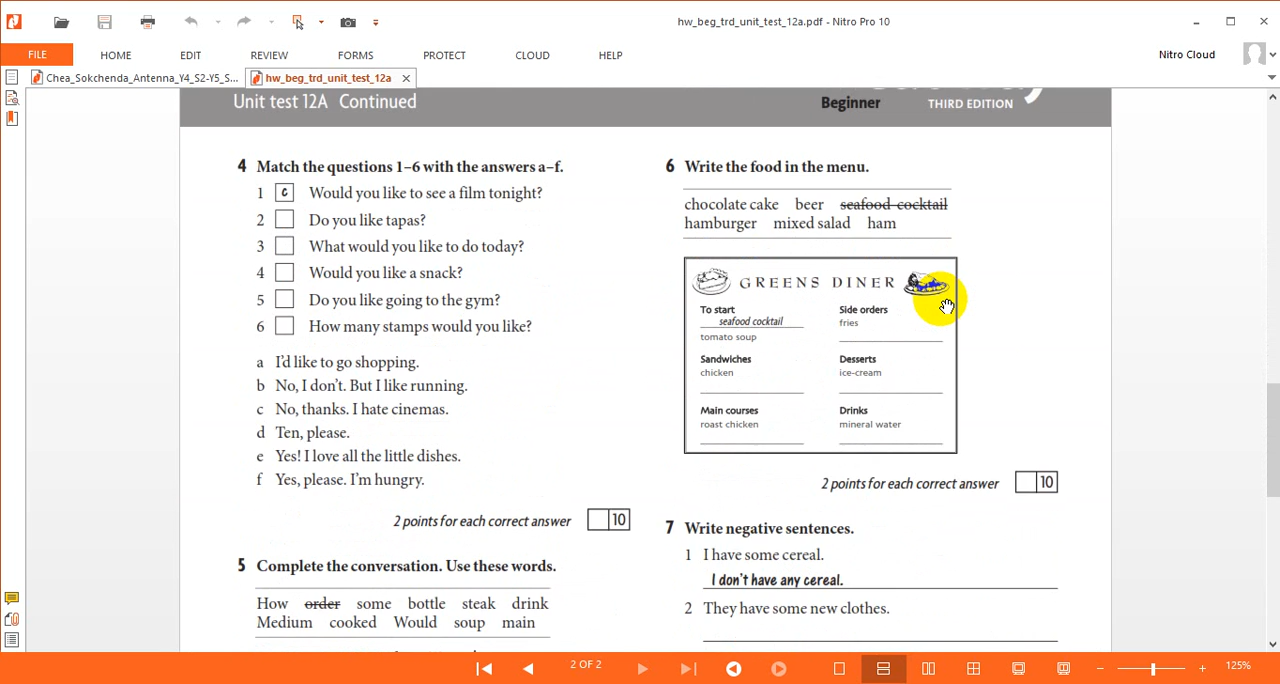 hw_beg_trd_unit_test_12a.pdf - Nitro Pro 10
FILE
HOME
EDIT
REVIEW
FORMS
PROTECT
CLOUD
HELP
Nitro Cloud
Chea_Sokchenda_Antenna_Y4_S2-Y5_S...
hw_beg_trd_unit_test_12a
Unit test 12A Continued
Beginner
THIRD EDITION
4 Match the questions 1–6 with the answers a–f.
1 c Would you like to see a film tonight?
2 Do you like tapas?
3 What would you like to do today?
4 Would you like a snack?
5 Do you like going to the gym?
6 How many stamps would you like?
a I'd like to go shopping.
b No, I don't. But I like running.
c No, thanks. I hate cinemas.
d Ten, please.
e Yes! I love all the little dishes.
f Yes, please. I'm hungry.
2 points for each correct answer 10
5 Complete the conversation. Use these words.
How order some bottle steak drink
Medium cooked Would soup main
6 Write the food in the menu.
chocolate cake beer seafood cocktail
hamburger mixed salad ham
GREENS DINER
To start
seafood cocktail
tomato soup
Sandwiches
chicken
Main courses
roast chicken
Side orders
fries
Desserts
ice-cream
Drinks
mineral water
2 points for each correct answer 10
7 Write negative sentences.
1 I have some cereal.
I don't have any cereal.
2 They have some new clothes.
2 OF 2
125%